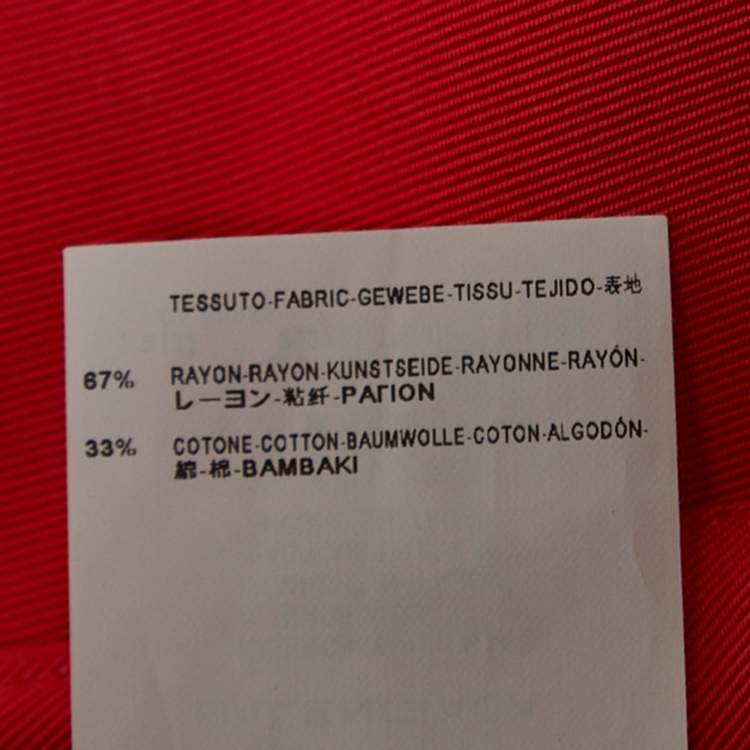 TESSUTO-FABRIC-GEWEBE-TISSU-TEJIDO-表地
67% RAYON-RAYON-KUNSTSEIDE-RAYONNE-RAYÓN-
レーヨン-粘纤-ΡΑΓΙΟΝ
33% COTONE-COTTON-BAUMWOLLE-COTON-ALGODÓN-
綿-棉-BAMBAKI